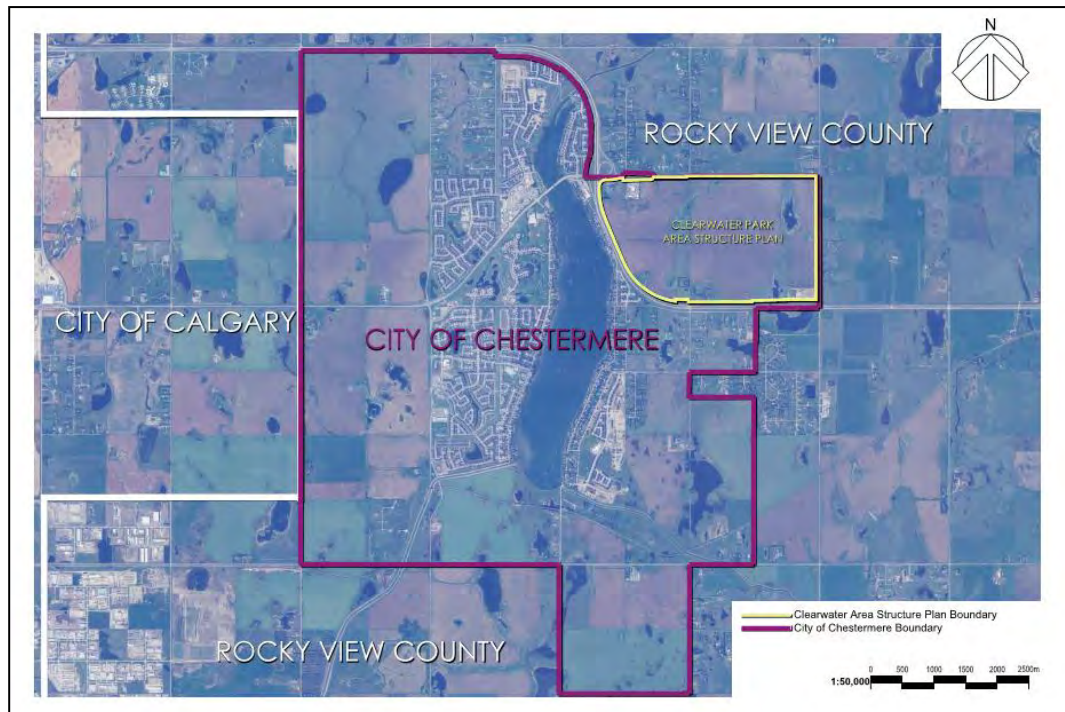 N
ROCKY VIEW COUNTY
CLEARWATER PARK
AREA STRUCTURE PLAN
CITY OF CALGARY
CITY OF CHESTERMERE
ROCKY VIEW COUNTY
Clearwater Area Structure Plan Boundary
City of Chestermere Boundary
0 500 1000 1500 2000 2500m
1:50,000